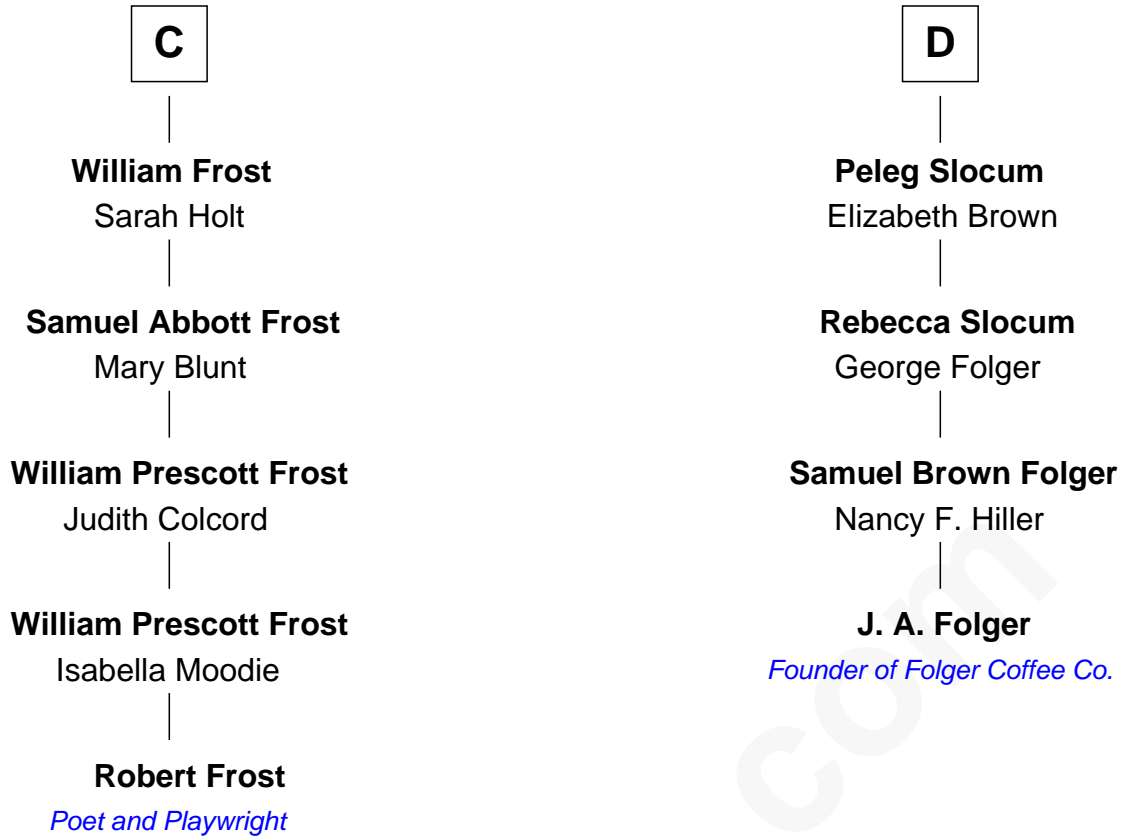 C
William Frost
Sarah Holt
Samuel Abbott Frost
Mary Blunt
William Prescott Frost
Judith Colcord
William Prescott Frost
Isabella Moodie
Robert Frost
Poet and Playwright
D
Peleg Slocum
Elizabeth Brown
Rebecca Slocum
George Folger
Samuel Brown Folger
Nancy F. Hiller
J. A. Folger
Founder of Folger Coffee Co.
com